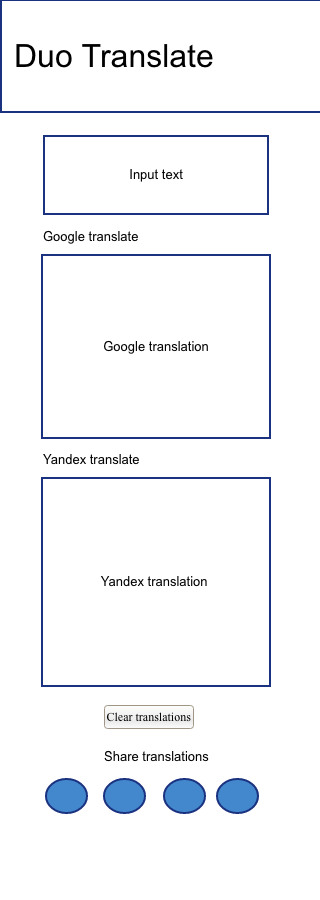 Duo Translate
Input text
Google translate
Google translation
Yandex translate
Yandex translation
Clear translations
Share translations